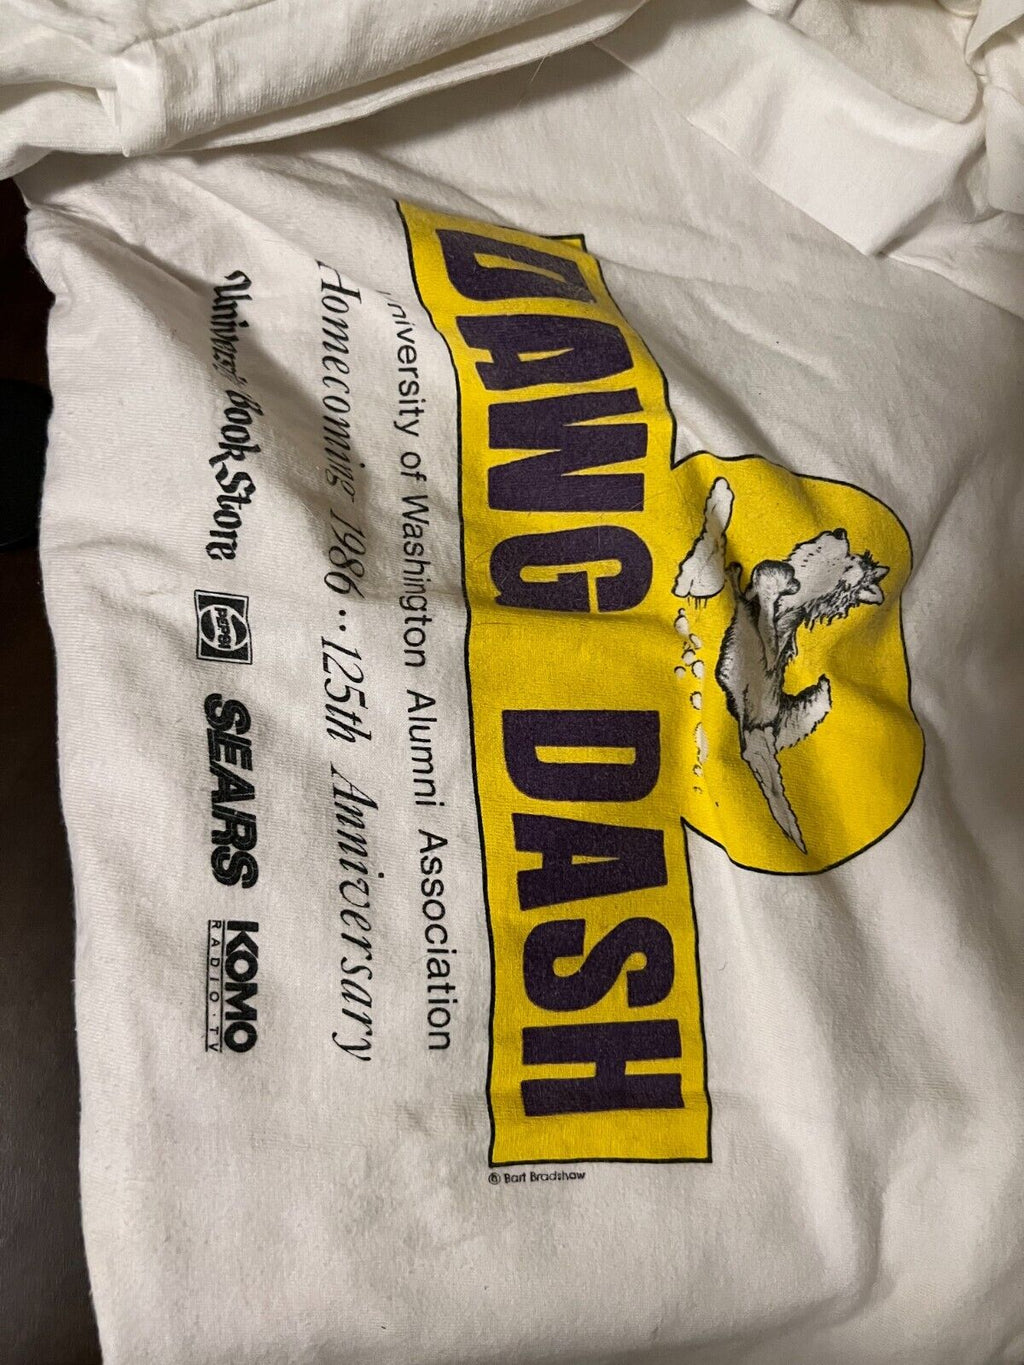 DAWG DASH
© Bart Bradshaw
University of Washington Alumni Association
Homecoming 1986··125th Anniversary
University Book Store PEPSI SEARS KOMO
RADIO·TV